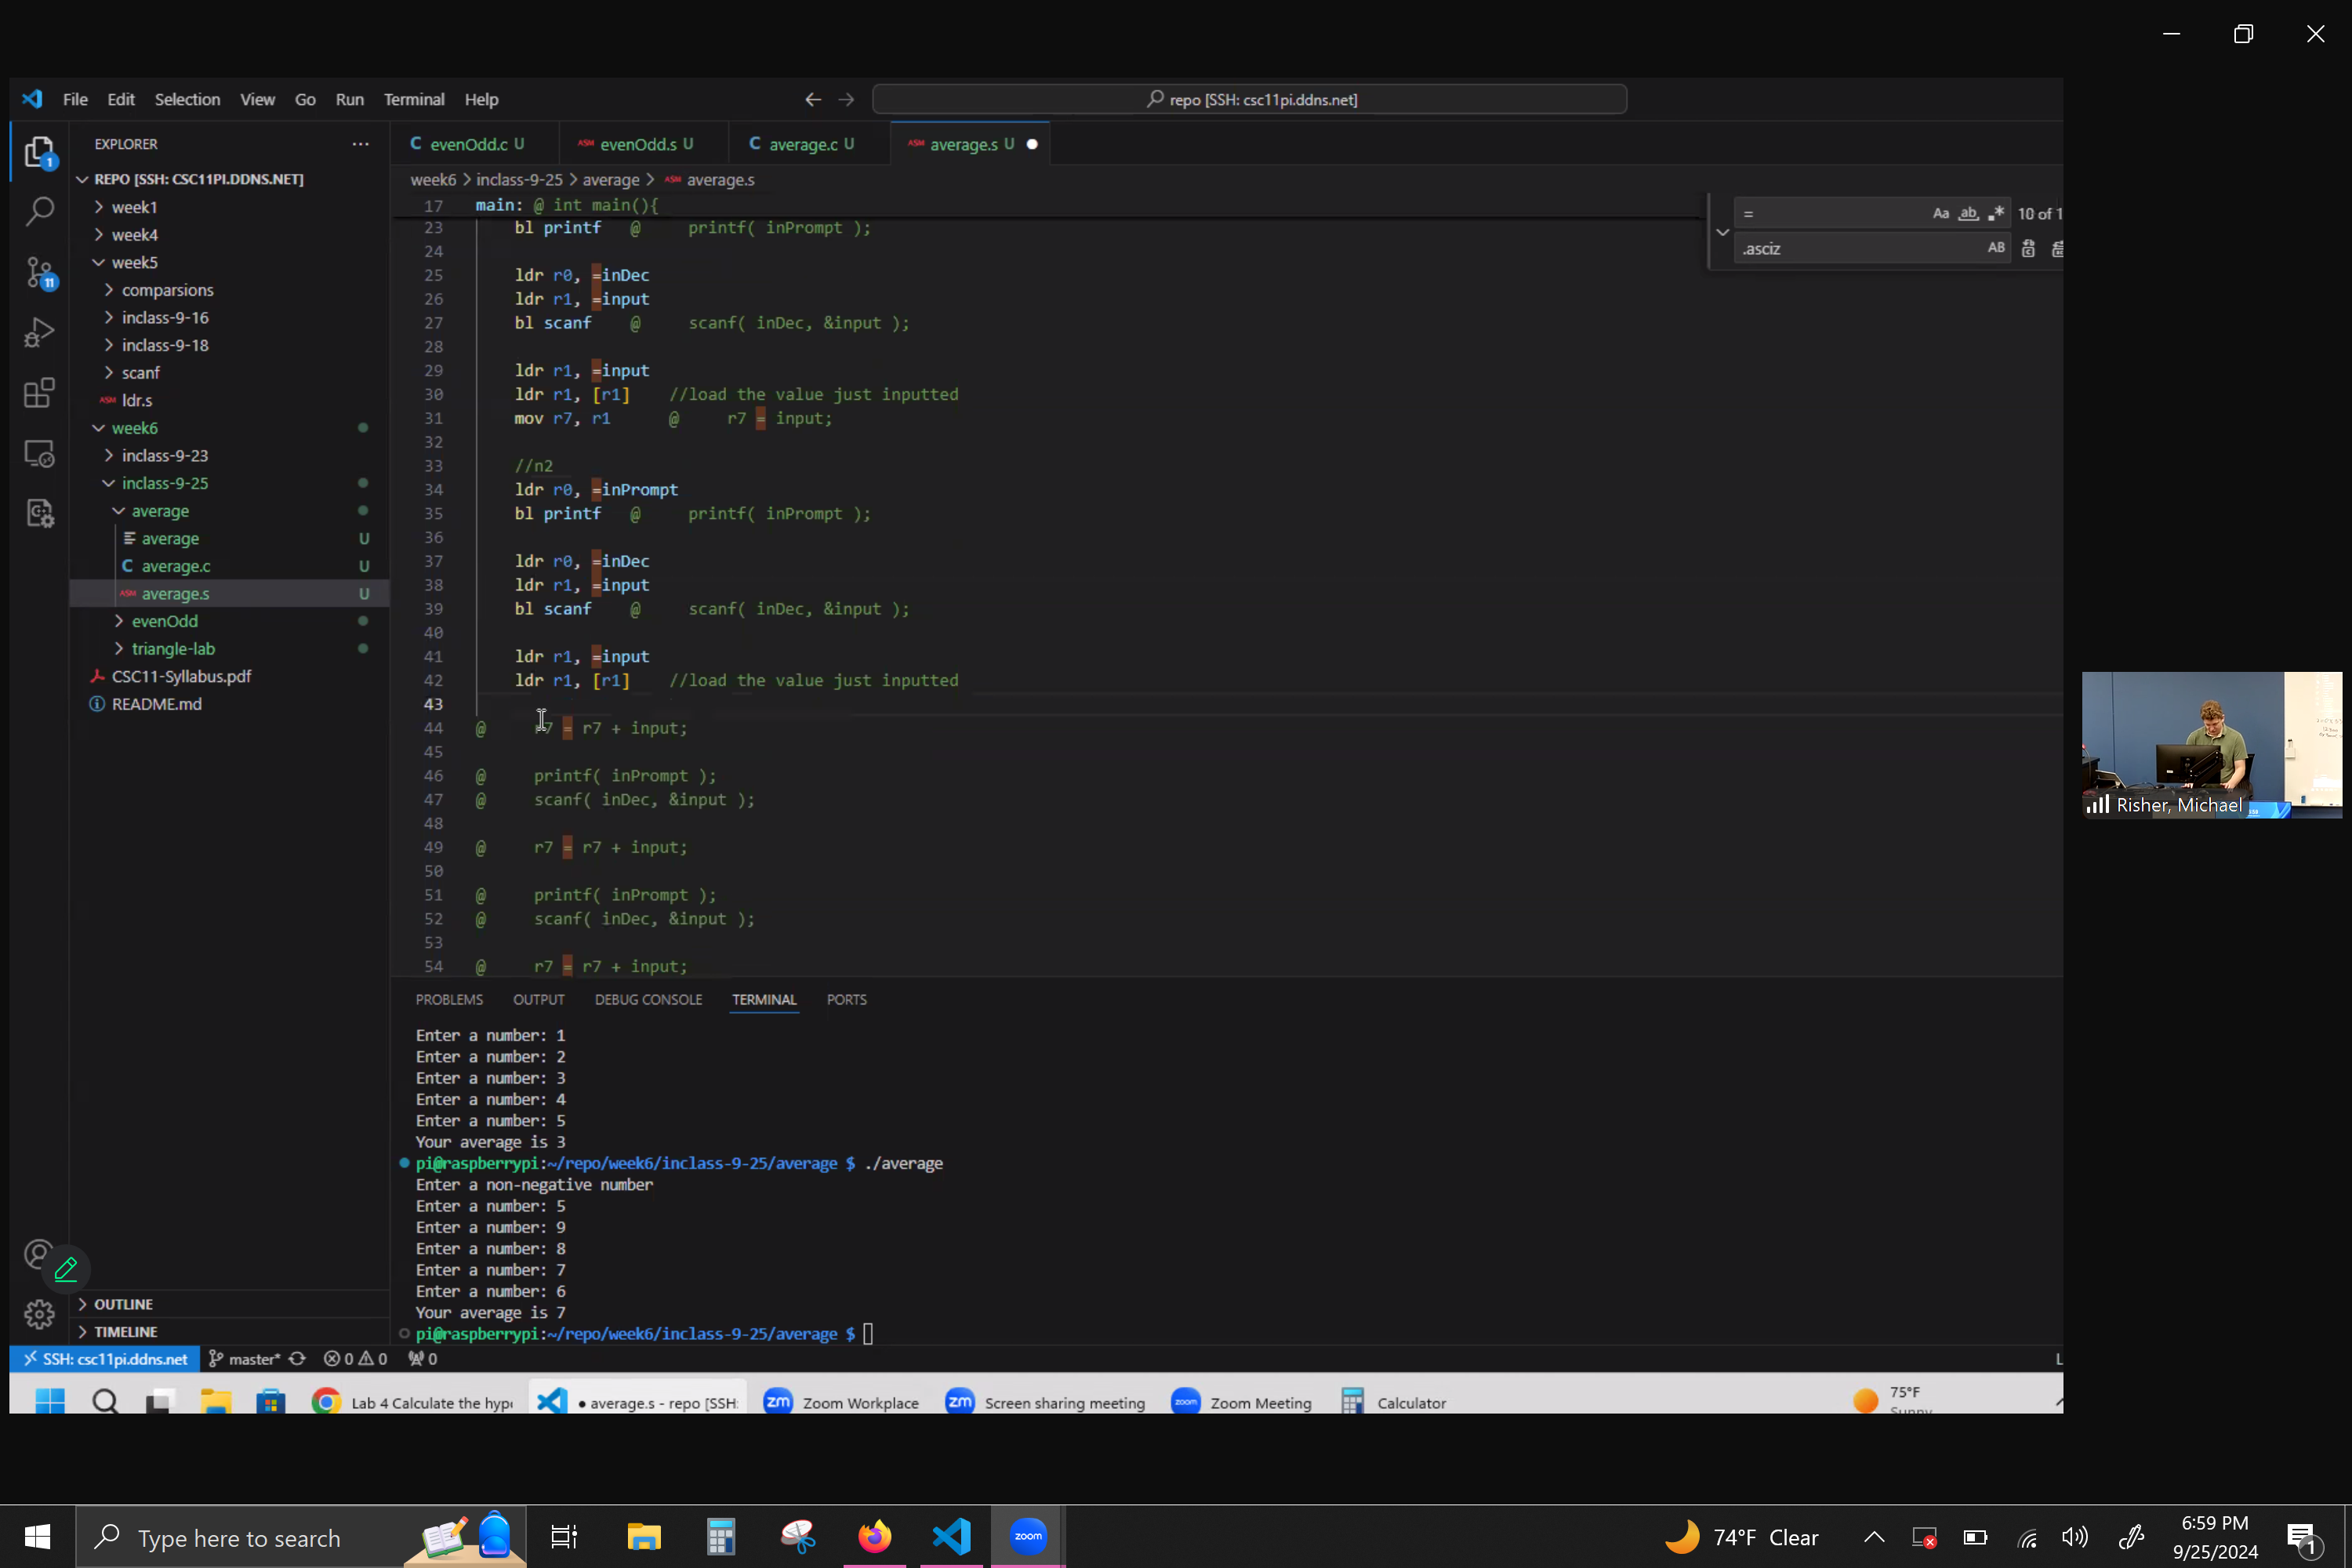 File Edit Selection View Go Run Terminal Help
repo [SSH: csc11pi.ddns.net]
EXPLORER
REPO [SSH: CSC11PI.DDNS.NET]
week1
week4
week5
comparsions
inclass-9-16
inclass-9-18
scanf
ASM ldr.s
week6
inclass-9-23
inclass-9-25
average
average U
C average.c U
ASM average.s U
evenOdd
triangle-lab
CSC11-Syllabus.pdf
README.md
OUTLINE
TIMELINE
1
11
C evenOdd.c U
ASM evenOdd.s U
C average.c U
ASM average.s U
week6 > inclass-9-25 > average > ASM average.s
= Aa ab 10 of 1
.asciz AB
17 main: @ int main(){
23 bl printf @ printf( inPrompt );
24
25 ldr r0, =inDec
26 ldr r1, =input
27 bl scanf @ scanf( inDec, &input );
28
29 ldr r1, =input
30 ldr r1, [r1] //load the value just inputted
31 mov r7, r1 @ r7 = input;
32
33 //n2
34 ldr r0, =inPrompt
35 bl printf @ printf( inPrompt );
36
37 ldr r0, =inDec
38 ldr r1, =input
39 bl scanf @ scanf( inDec, &input );
40
41 ldr r1, =input
42 ldr r1, [r1] //load the value just inputted
43
44 @ r7 = r7 + input;
45
46 @ printf( inPrompt );
47 @ scanf( inDec, &input );
48
49 @ r7 = r7 + input;
50
51 @ printf( inPrompt );
52 @ scanf( inDec, &input );
53
54 @ r7 = r7 + input;
PROBLEMS OUTPUT DEBUG CONSOLE TERMINAL PORTS
Enter a number: 1
Enter a number: 2
Enter a number: 3
Enter a number: 4
Enter a number: 5
Your average is 3
pi@raspberrypi:~/repo/week6/inclass-9-25/average $ ./average
Enter a non-negative number
Enter a number: 5
Enter a number: 9
Enter a number: 8
Enter a number: 7
Enter a number: 6
Your average is 7
pi@raspberrypi:~/repo/week6/inclass-9-25/average $
SSH: csc11pi.ddns.net master* 0 0 0
Lab 4 Calculate the hyp
average.s - repo [SSH:
zm Zoom Workplace
zm Screen sharing meeting
zoom Zoom Meeting
Calculator
75°F
Sunny
Risher, Michael
Type here to search
zoom
74°F Clear
6:59 PM
9/25/2024
1